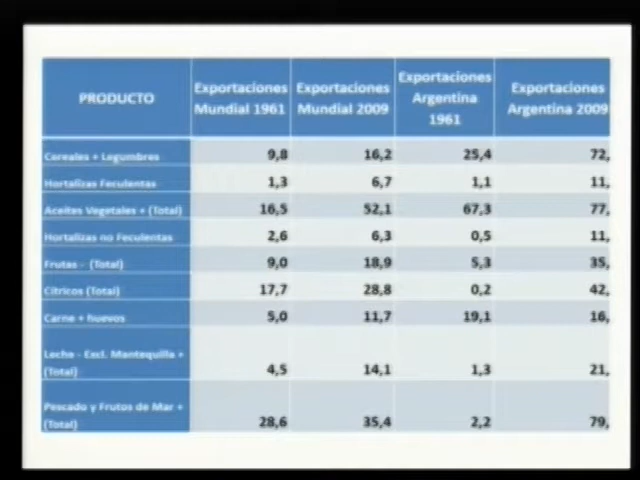 PRODUCTO Exportaciones Mundial 1961 Exportaciones Mundial 2009 Exportaciones Argentina 1961 Exportaciones Argentina 2009
Cereales + Legumbres 9,8 16,2 25,4 72,
Hortalizas Feculentas 1,3 6,7 1,1 11,
Aceites Vegetales + (Total) 16,5 52,1 67,3 77,
Hortalizas no Feculentas 2,6 6,3 0,5 11,
Frutas - (Total) 9,0 18,9 5,3 35,
Citricos (Total) 17,7 28,8 0,2 42,
Carne + huevos 5,0 11,7 19,1 16,
Leche - Excl. Mantequilla +
(Total) 4,5 14,1 1,3 21,
Pescado y Frutos de Mar +
(Total) 28,6 35,4 2,2 79,